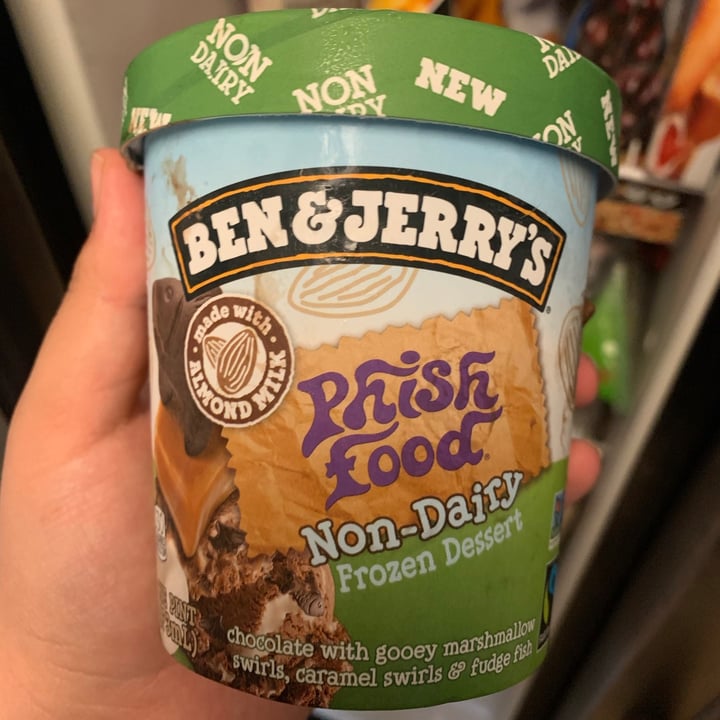 NON
DAIRY
NON
DAIRY
NEW
NEW
NON
BEN & JERRY'S
made with
ALMOND MILK
Phish
Food®
Non-Dairy
Frozen Dessert
PINT
chocolate with gooey marshmallow
swirls, caramel swirls & fudge fish